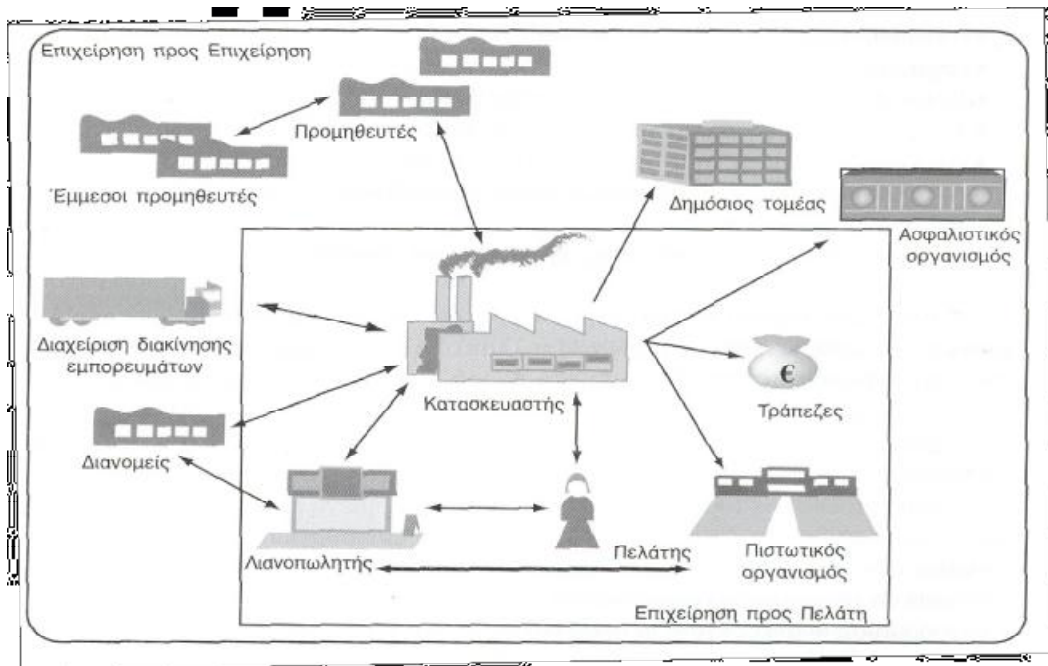 Επιχείρηση προς Επιχείρηση
Προμηθευτές
Έμμεσοι προμηθευτές
Δημόσιος τομέας
Ασφαλιστικός
οργανισμός
Διαχείριση διακίνησης
εμπορευμάτων
Κατασκευαστής
€
Τράπεζες
Διανομείς
Λιανοπωλητής
Πελάτης
Πιστωτικός
οργανισμός
Επιχείρηση προς Πελάτη